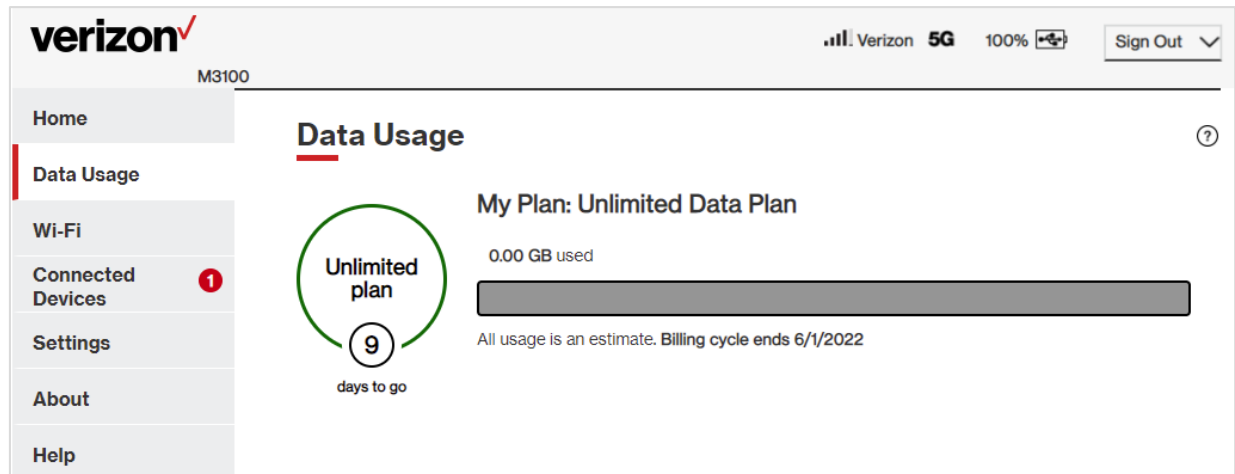 verizon
Verizon 5G 100% Sign Out
M3100
Home
Data Usage
Wi-Fi
Connected
Devices
1
Settings
About
Help
Data Usage
?
Unlimited
plan
9
days to go
My Plan: Unlimited Data Plan
0.00 GB used
All usage is an estimate. Billing cycle ends 6/1/2022